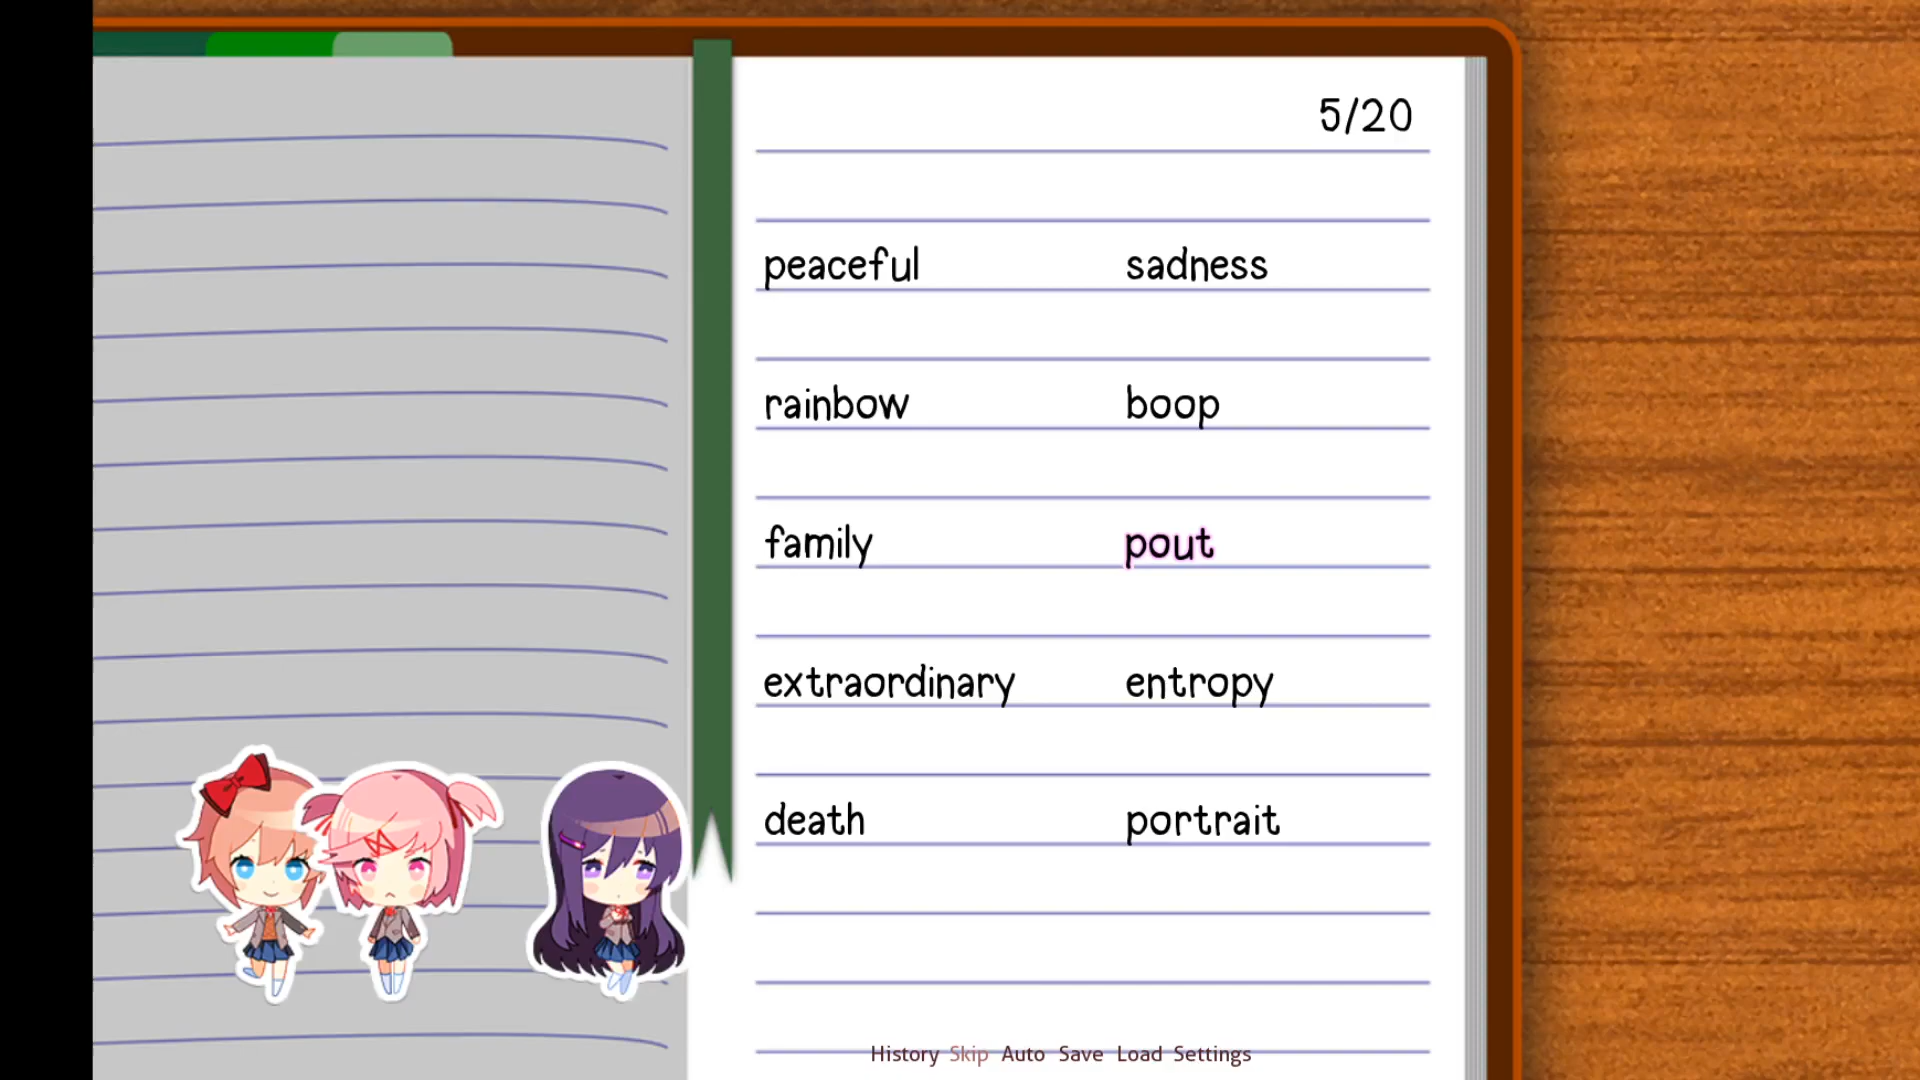 5/20
peaceful sadness
rainbow boop
family pout
extraordinary entropy
death portrait
History Skip Auto Save Load Settings